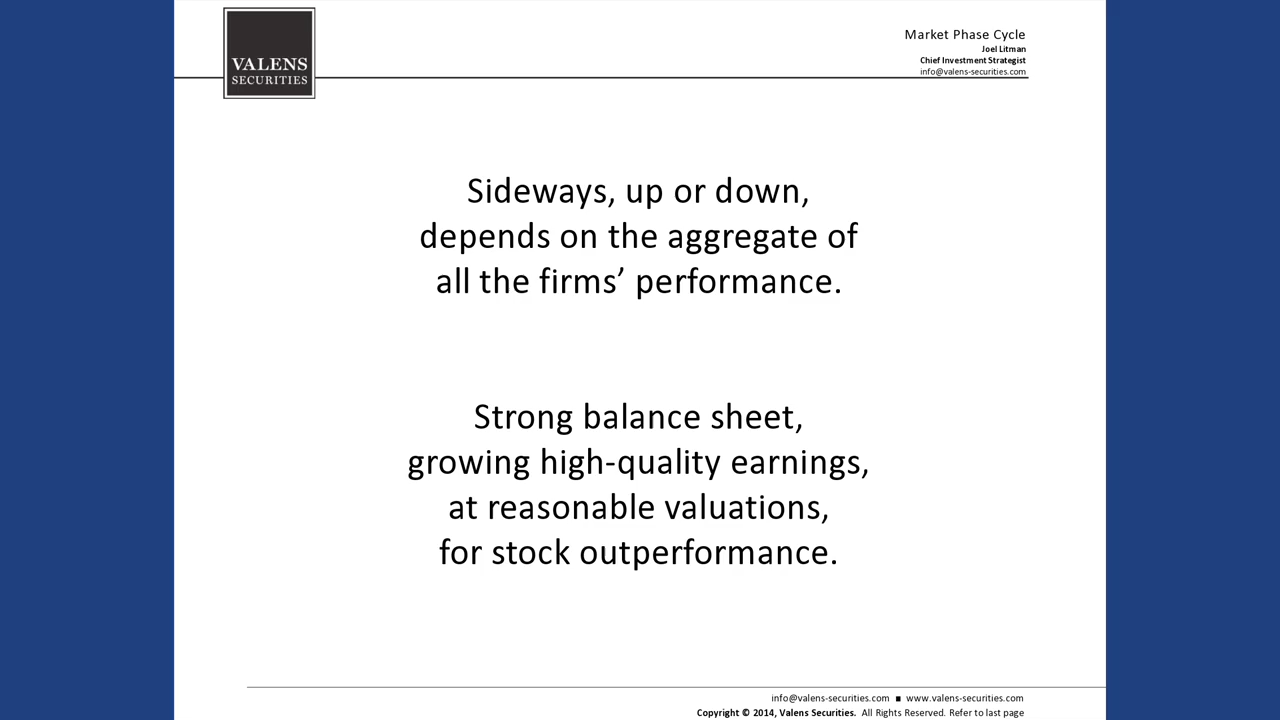 VALENS
SECURITIES
Market Phase Cycle
Joel Litman
Chief Investment Strategist
info@valens-securities.com
Sideways, up or down,
depends on the aggregate of
all the firms’ performance.
Strong balance sheet,
growing high-quality earnings,
at reasonable valuations,
for stock outperformance.
info@valens-securities.com ■ www.valens-securities.com
Copyright © 2014, Valens Securities. All Rights Reserved. Refer to last page